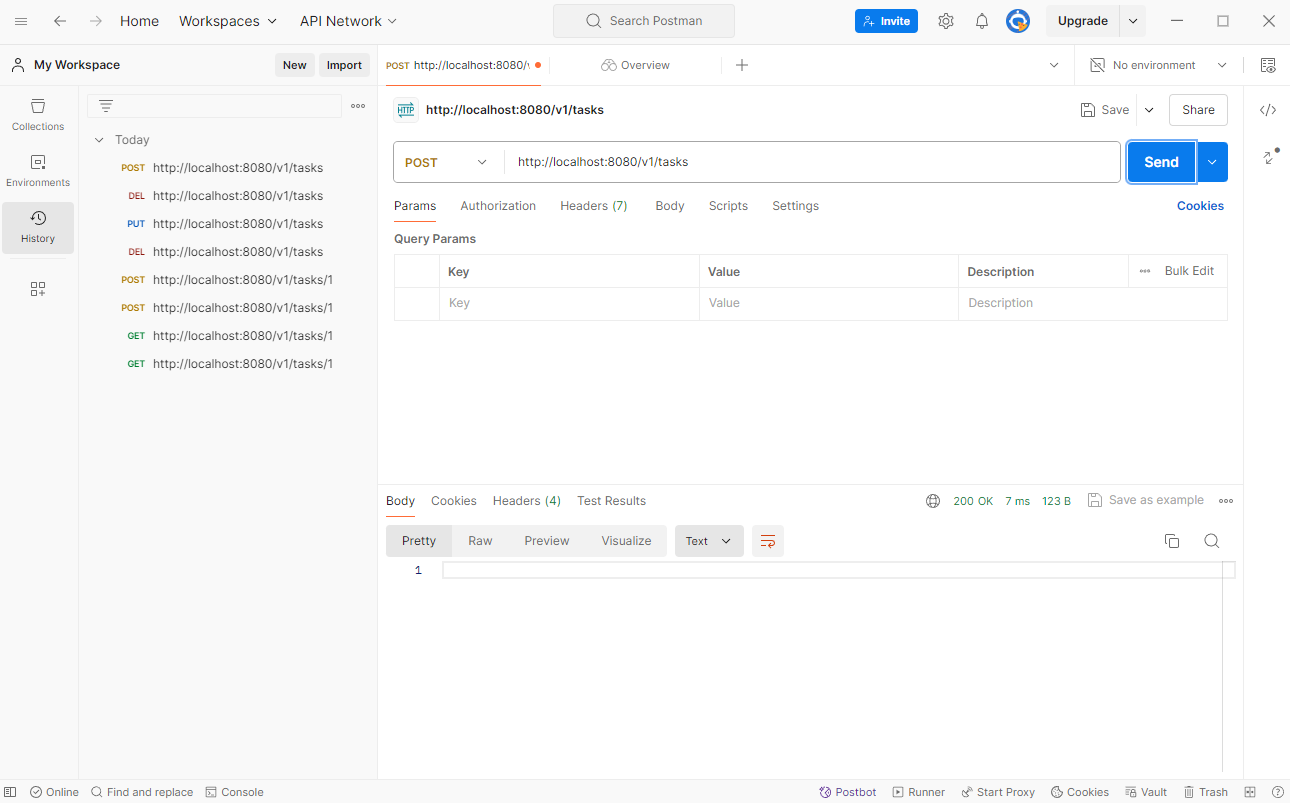 Home Workspaces API Network Search Postman Invite Upgrade
My Workspace New Import POST http://localhost:8080/v Overview No environment
Collections
Environments
History
Today
POST http://localhost:8080/v1/tasks
DEL http://localhost:8080/v1/tasks
PUT http://localhost:8080/v1/tasks
DEL http://localhost:8080/v1/tasks
POST http://localhost:8080/v1/tasks/1
POST http://localhost:8080/v1/tasks/1
GET http://localhost:8080/v1/tasks/1
GET http://localhost:8080/v1/tasks/1
HTTP http://localhost:8080/v1/tasks Save Share
POST http://localhost:8080/v1/tasks Send
Params Authorization Headers (7) Body Scripts Settings Cookies
Query Params
Key Value Description Bulk Edit
Key Value Description
Body Cookies Headers (4) Test Results 200 OK 7 ms 123 B Save as example
Pretty Raw Preview Visualize Text
1
Online Find and replace Console Postbot Runner Start Proxy Cookies Vault Trash